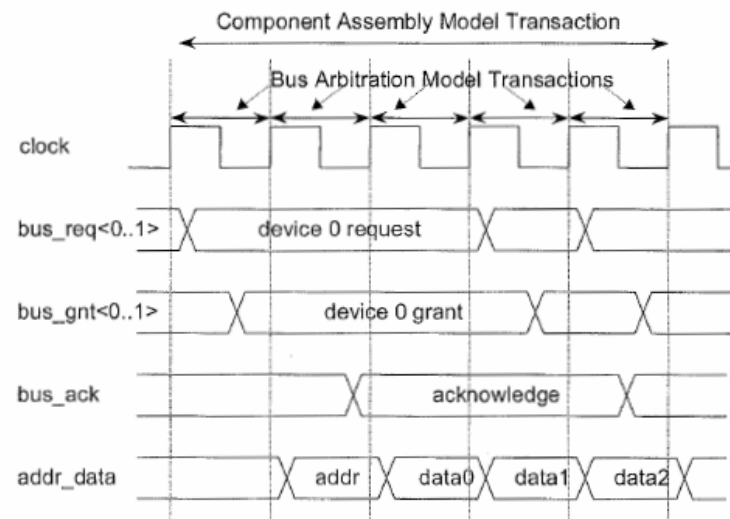 Component Assembly Model Transaction
Bus Arbitration Model Transactions
clock
bus_req<0..1> device 0 request
bus_gnt<0..1> device 0 grant
bus_ack acknowledge
addr_data addr data0 data1 data2